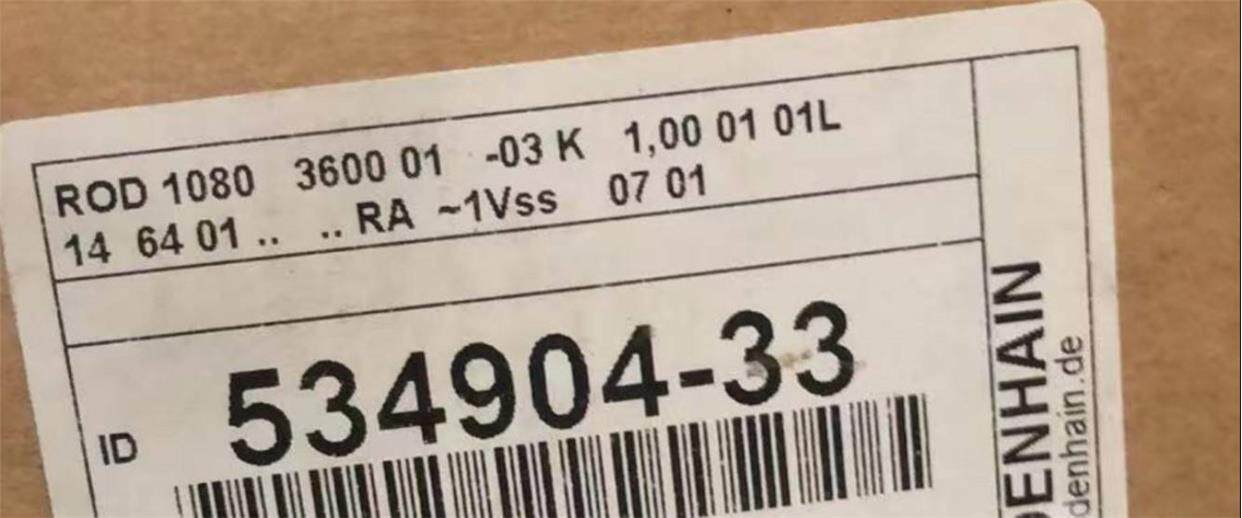 ROD 1080 3600 01 -03 K 1,00 01 01L
14 64 01 .. .. RA ~1Vss 07 01
ID 534904-33
DENHAIN
denhain.de